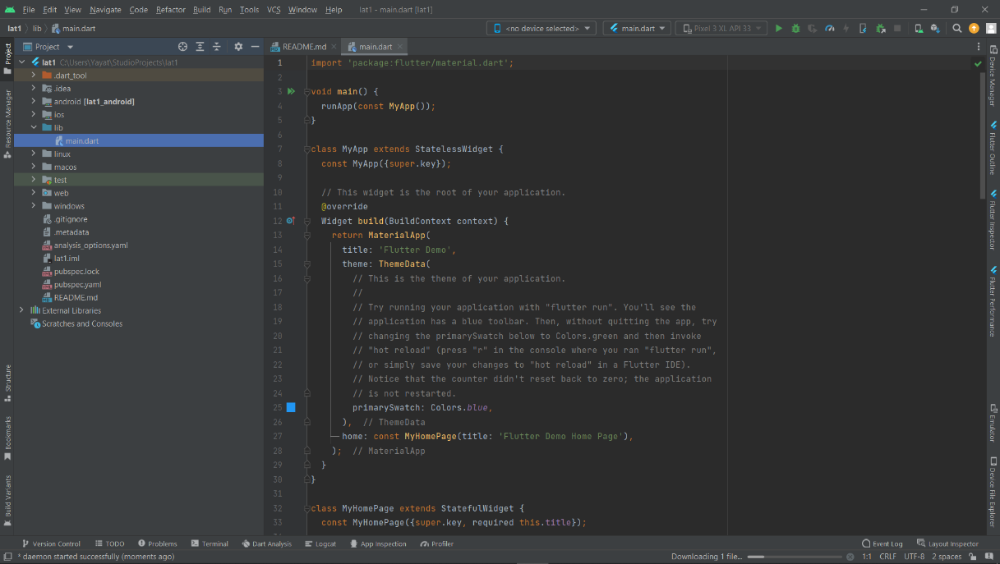 File Edit View Navigate Code Refactor Build Run Tools VCS Window Help lat1 - main.dart [lat1]
lat1 lib main.dart <no device selected> main.dart Pixel 3 XL API 33
Project
Resource Manager
Structure
Bookmarks
Build Variants
Project
lat1 C:\Users\Yayat\StudioProjects\lat1
.dart_tool
.idea
android [lat1_android]
ios
lib
main.dart
linux
macos
test
web
windows
.gitignore
.metadata
analysis_options.yaml
lat1.iml
pubspec.lock
pubspec.yaml
README.md
External Libraries
Scratches and Consoles
README.md main.dart
1 import 'package:flutter/material.dart';
2
3 void main() {
4 runApp(const MyApp());
5 }
6
7 class MyApp extends StatelessWidget {
8 const MyApp({super.key});
9
10 // This widget is the root of your application.
11 @override
12 Widget build(BuildContext context) {
13 return MaterialApp(
14 title: 'Flutter Demo',
15 theme: ThemeData(
16 // This is the theme of your application.
17 //
18 // Try running your application with "flutter run". You'll see the
19 // application has a blue toolbar. Then, without quitting the app, try
20 // changing the primarySwatch below to Colors.green and then invoke
21 // "hot reload" (press "r" in the console where you ran "flutter run",
22 // or simply save your changes to "hot reload" in a Flutter IDE).
23 // Notice that the counter didn't reset back to zero; the application
24 // is not restarted.
25 primarySwatch: Colors.blue,
26 ), // ThemeData
27 home: const MyHomePage(title: 'Flutter Demo Home Page'),
28 ); // MaterialApp
29 }
30 }
31
32 class MyHomePage extends StatefulWidget {
33 const MyHomePage({super.key, required this.title});
Device Manager
Flutter Outline
Flutter Inspector
Flutter Performance
Emulator
Device File Explorer
Version Control TODO Problems Terminal Dart Analysis Logcat App Inspection Profiler Event Log Layout Inspector
* daemon started successfully (moments ago) Downloading 1 file... 1:1 CRLF UTF-8 2 spaces